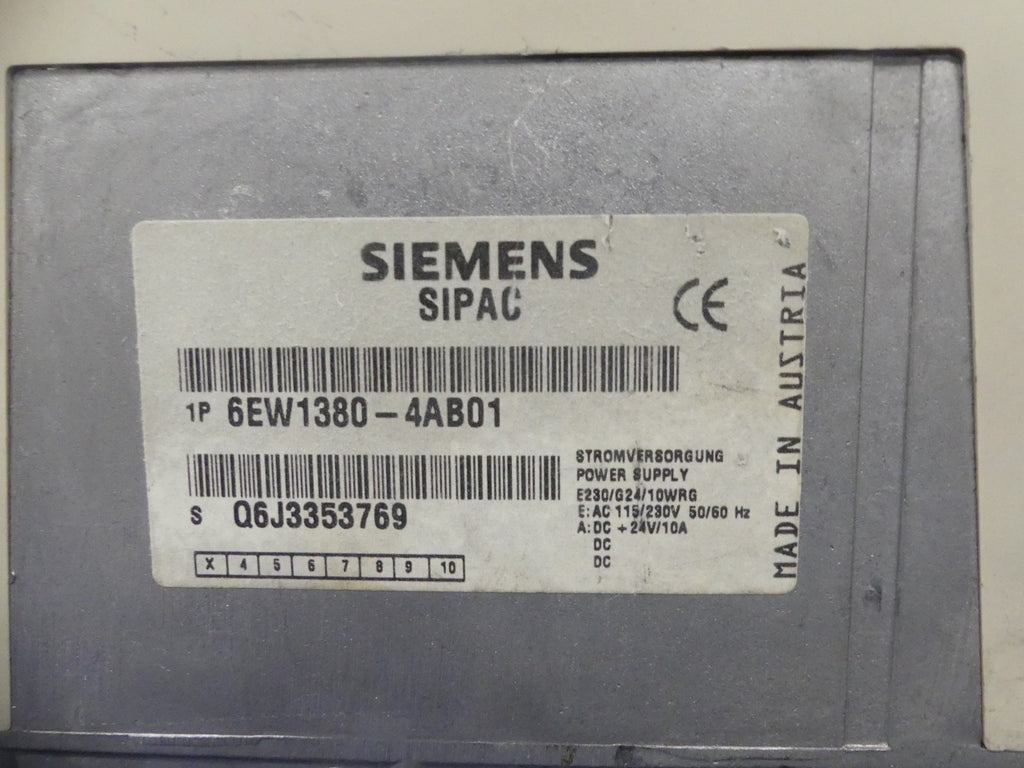 SIEMENS
SIPAC
CE
1P 6EW1380-4AB01
S Q6J3353769
X 4 5 6 7 8 9 10
STROMVERSORGUNG
POWER SUPPLY
E230/G24/10WRG
E: AC 115/230V 50/60 Hz
A: DC +24V/10A
DC
DC
MADE IN AUSTRIA